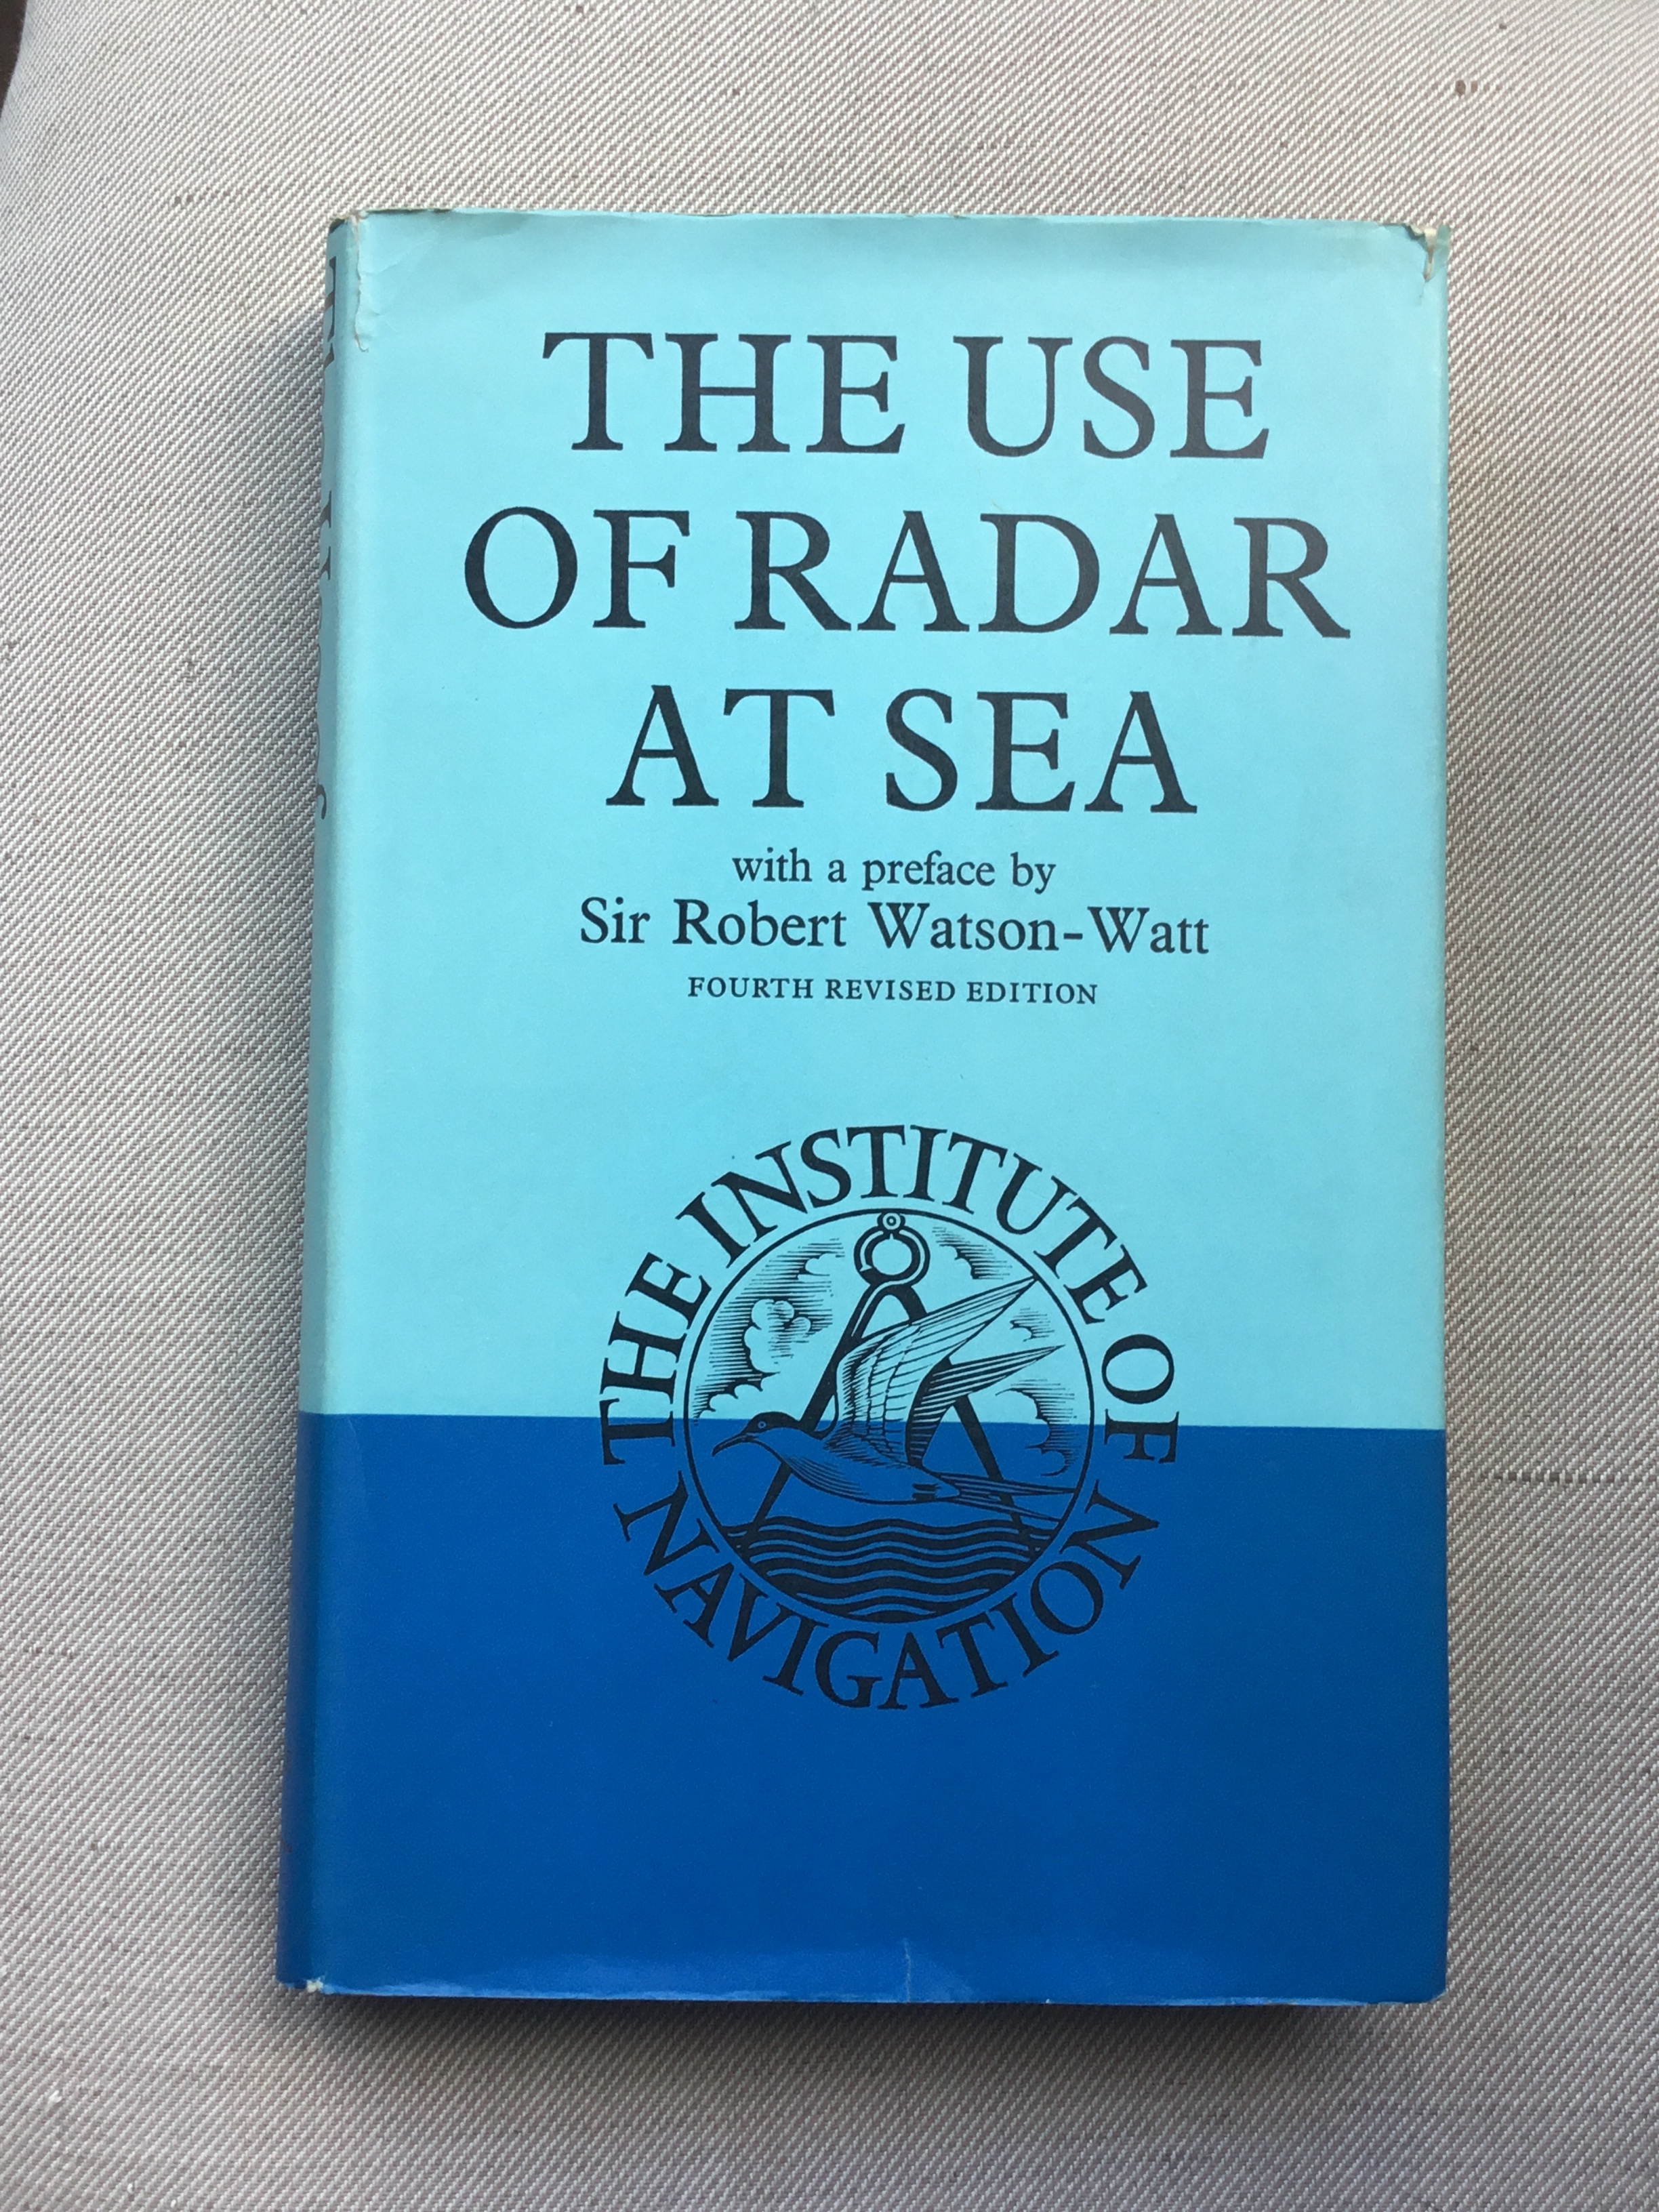 THE USE
OF RADAR
AT SEA
with a preface by
Sir Robert Watson-Watt
FOURTH REVISED EDITION
THE INSTITUTE OF
NAVIGATION